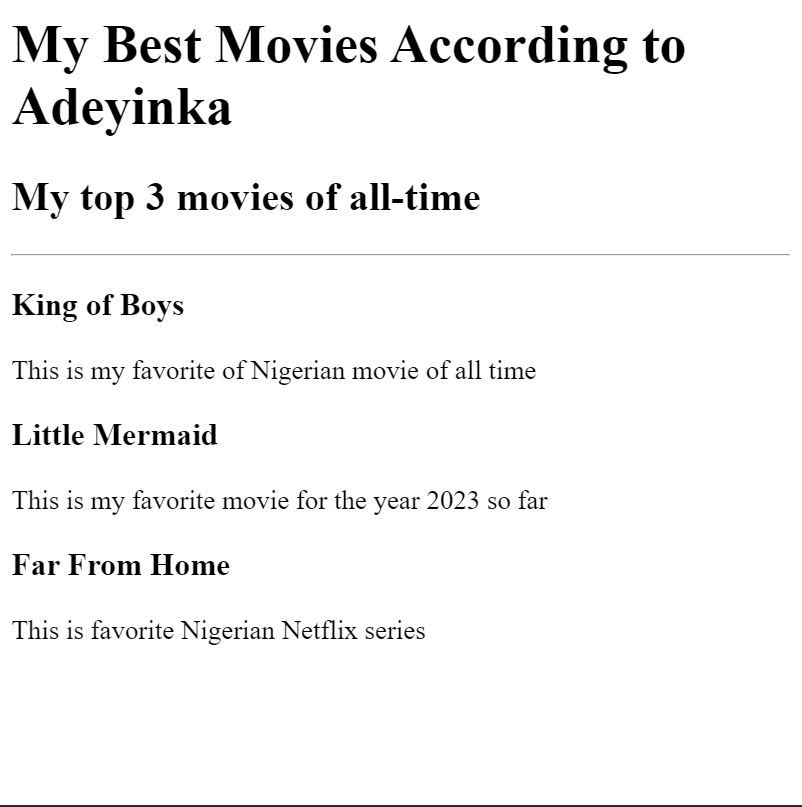 My Best Movies According to
Adeyinka
My top 3 movies of all-time
King of Boys
This is my favorite of Nigerian movie of all time
Little Mermaid
This is my favorite movie for the year 2023 so far
Far From Home
This is favorite Nigerian Netflix series